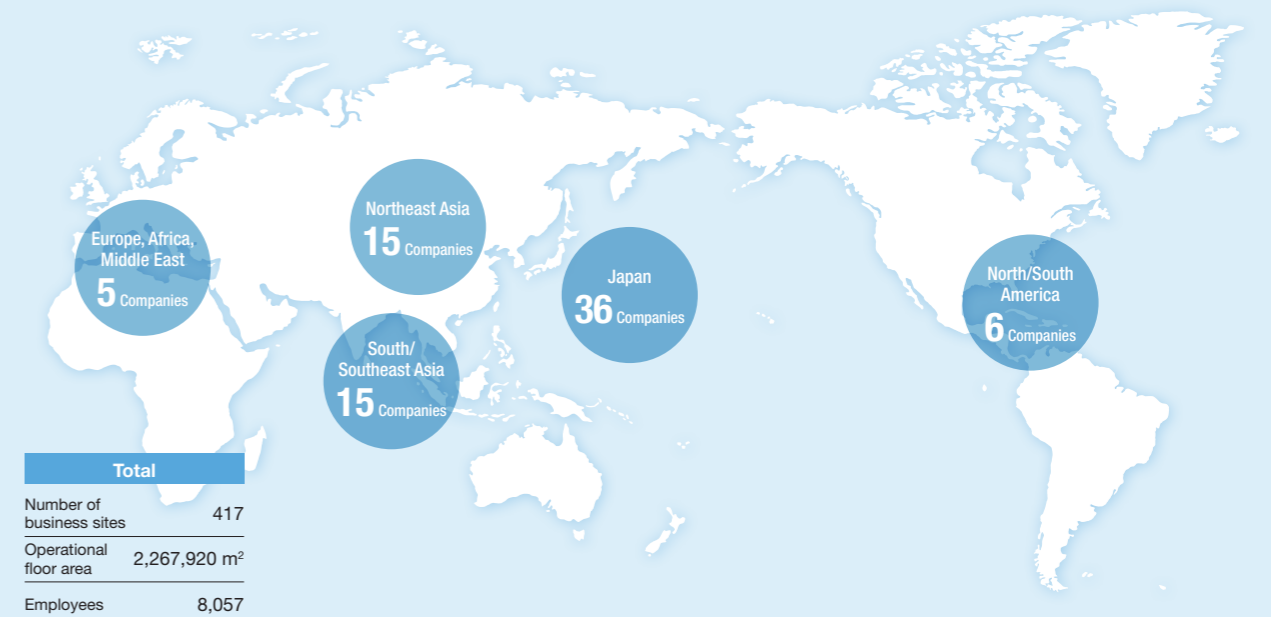 Northeast Asia
15 Companies
Europe, Africa,
Middle East
5 Companies
Japan
36 Companies
North/South
America
6 Companies
South/
Southeast Asia
15 Companies
Total
Number of
business sites
417
Operational
floor area
2,267,920 m²
Employees
8,057